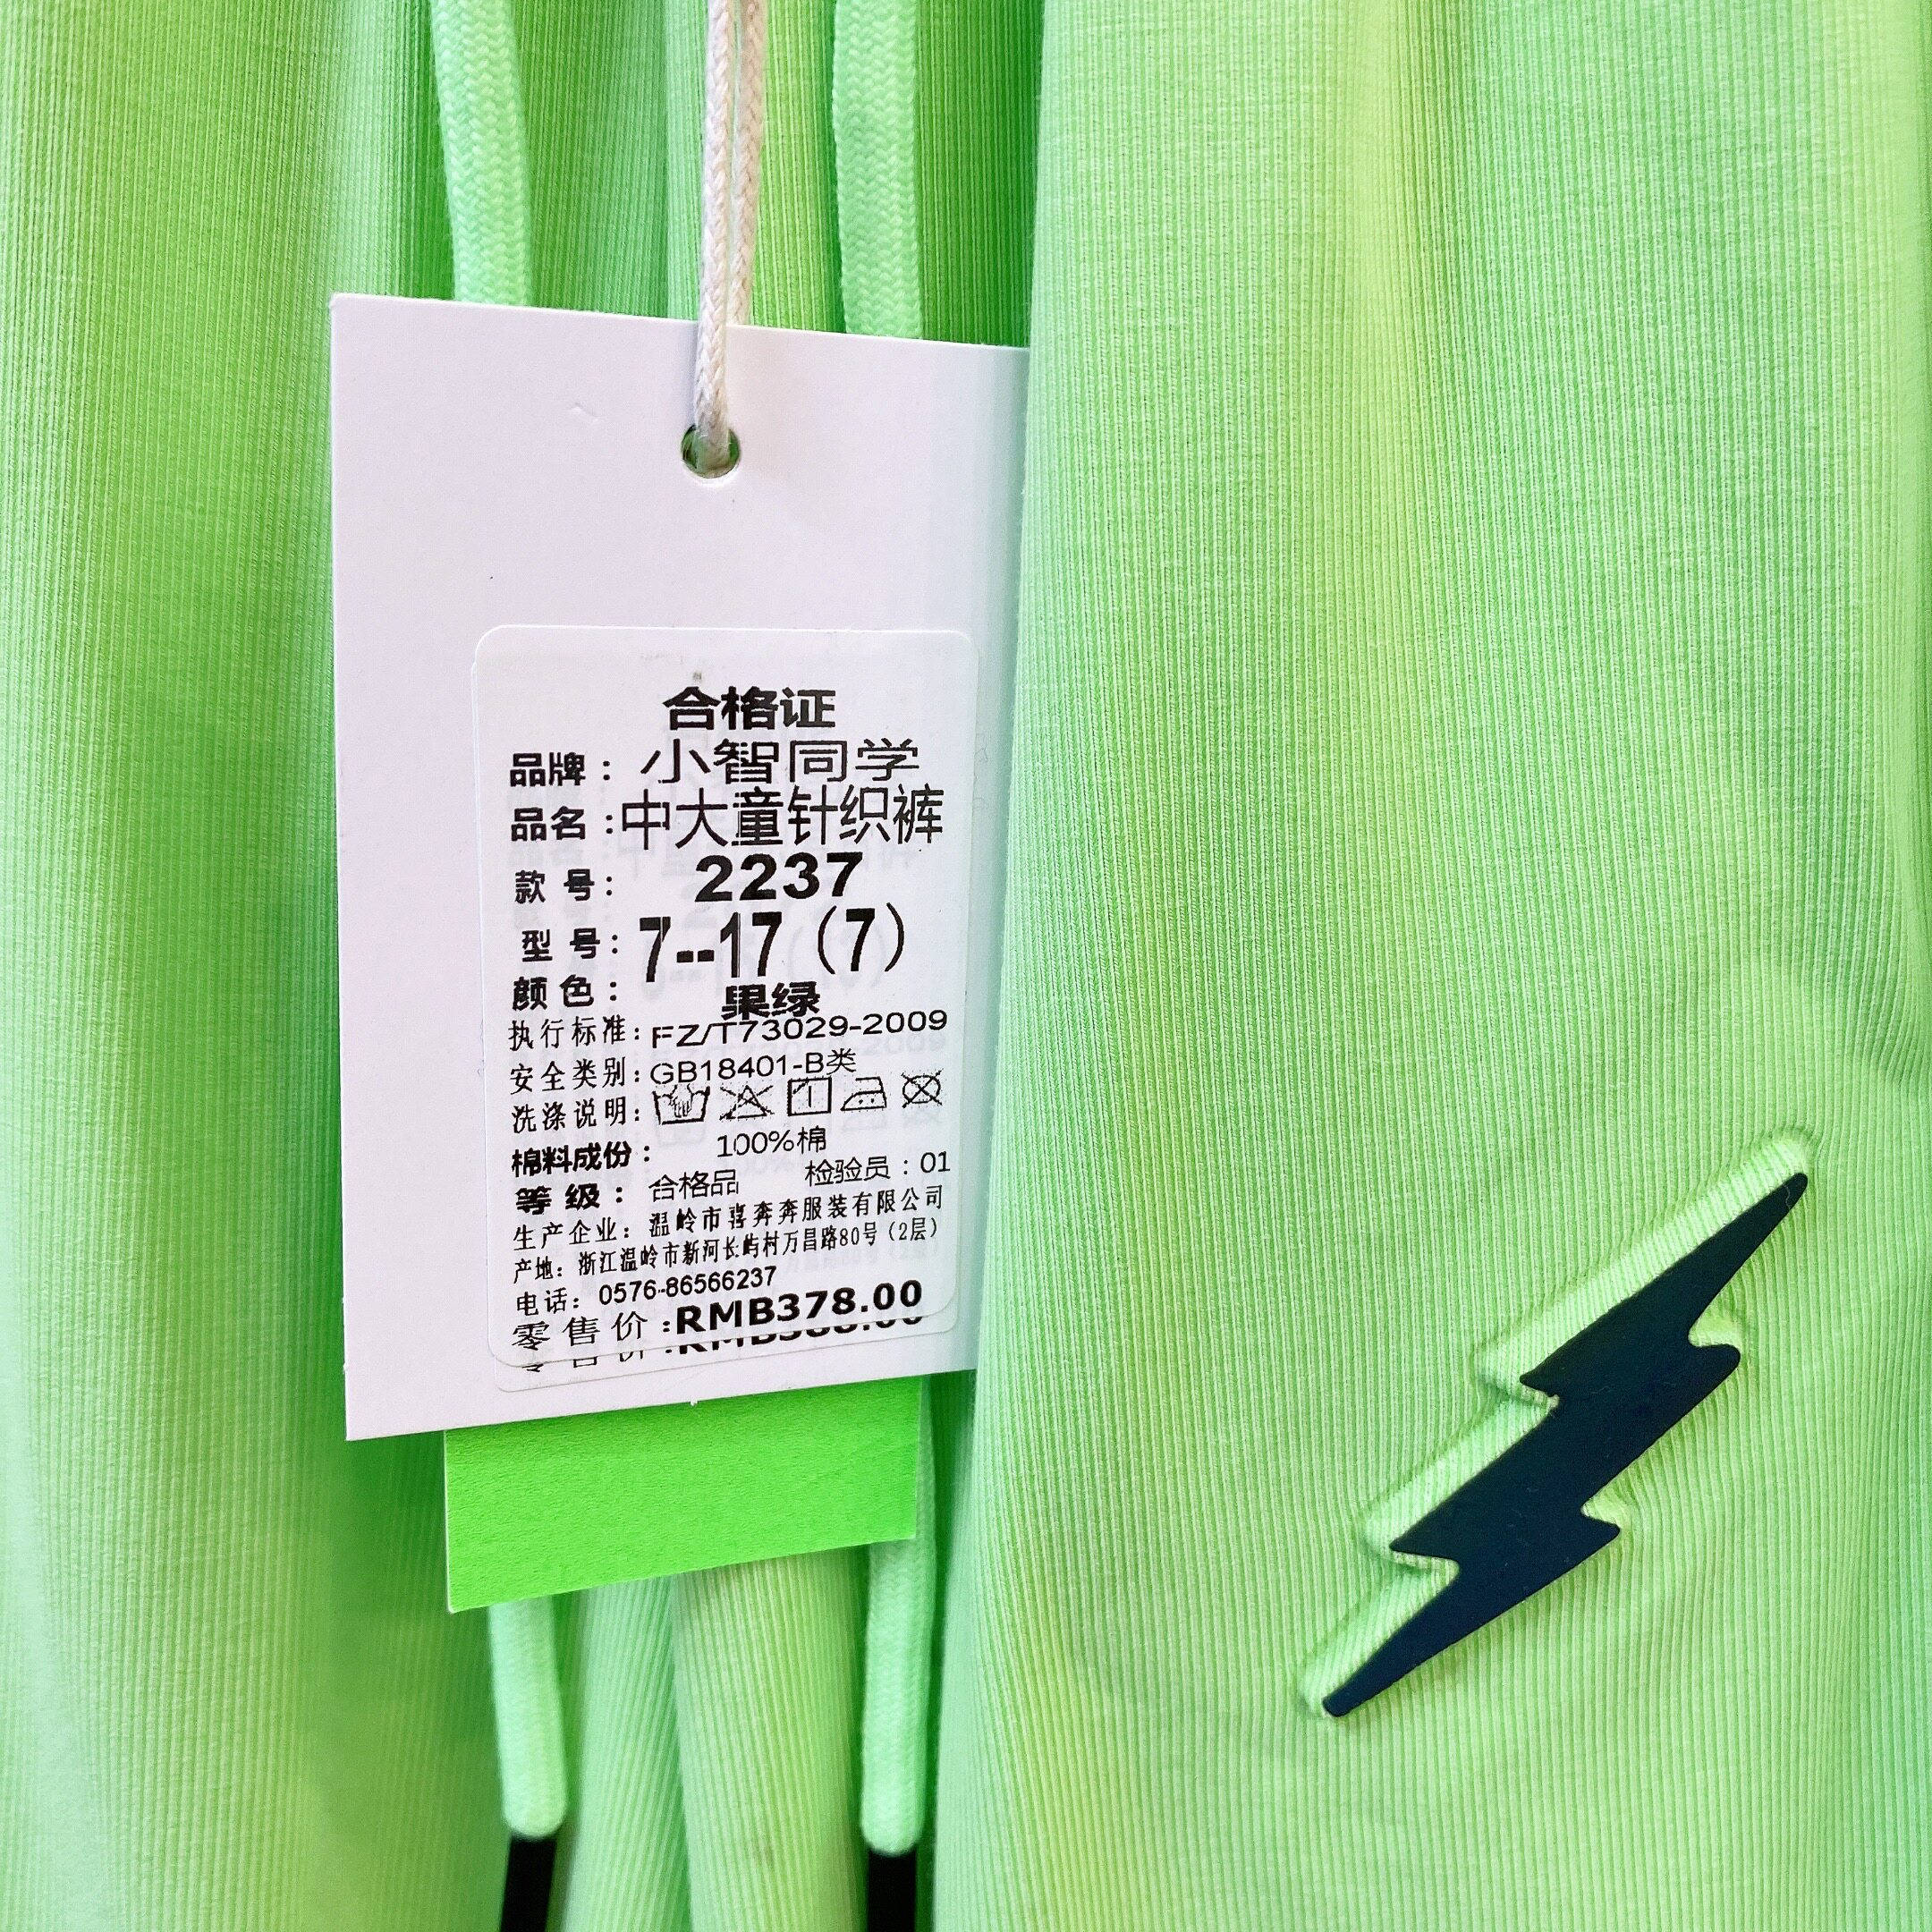 合格证
品牌：小智同学
品名：中大童针织裤
款 号：2237
型 号：7--17（7）
颜 色：果绿
执行标准：FZ/T73029-2009
安全类别：GB18401-B类
洗涤说明：
棉料成份：100%棉
等 级：合格品 检验员：01
生产企业：温岭市喜奔奔服装有限公司
产地：浙江温岭市新河长屿村万昌路80号（2层）
电话：0576-86566237
零售价：RMB378.00